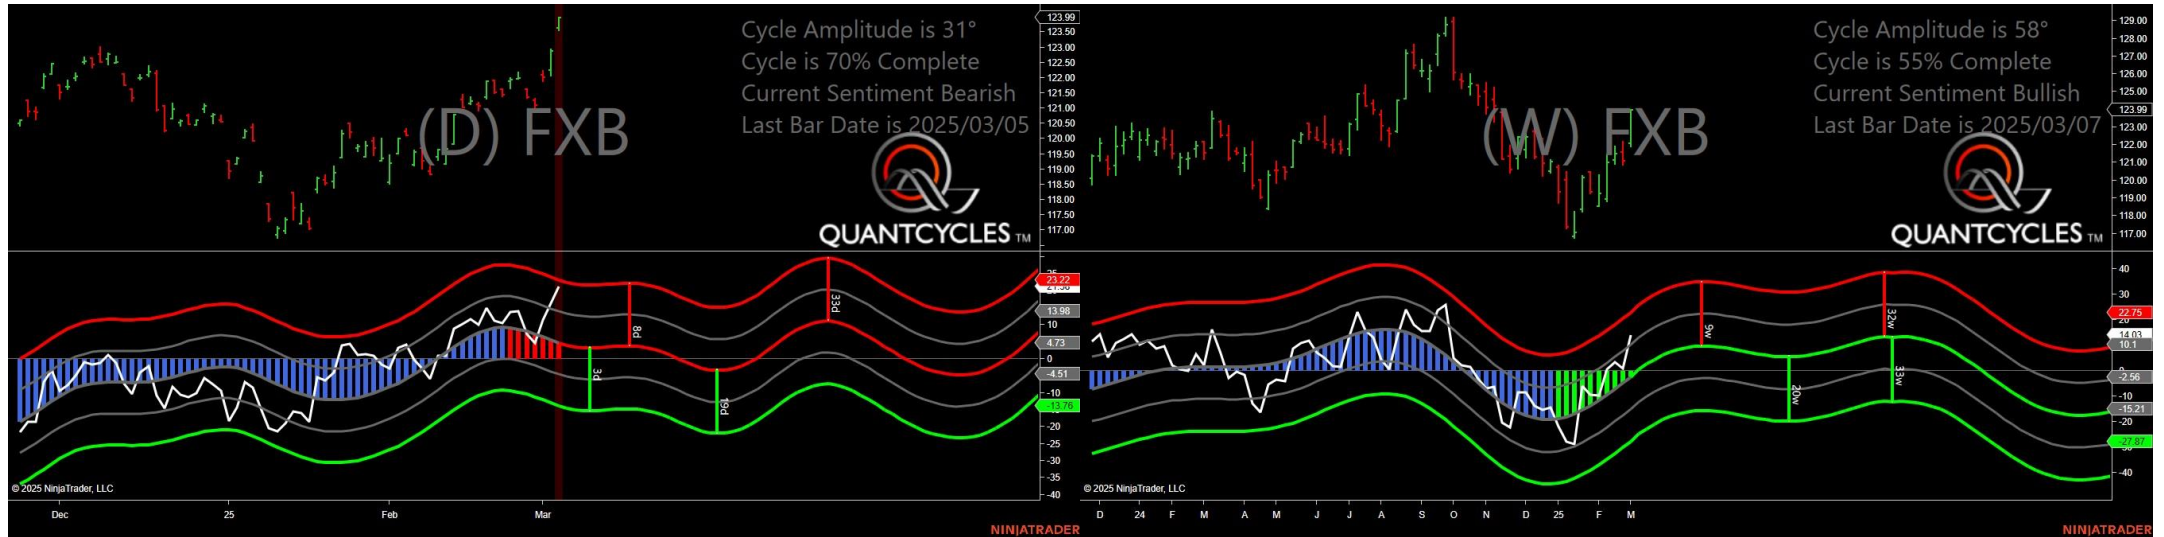 Cycle Amplitude is 31°
Cycle is 70% Complete
Current Sentiment Bearish
Last Bar Date is 2025/03/05
(D) FXB
QUANTCYCLES TM
123.99
123.50
123.00
122.50
122.00
121.50
121.00
120.50
120.00
119.50
119.00
118.50
118.00
117.50
117.00
23.22
13.98
10
4.73
0
-4.51
-10
-13.76
-20
-25
-30
-35
-40
8d
3d
19d
33d
© 2025 NinjaTrader, LLC
Dec
25
Feb
Mar
NINJATRADER
Cycle Amplitude is 58°
Cycle is 55% Complete
Current Sentiment Bullish
Last Bar Date is 2025/03/07
(W) FXB
QUANTCYCLES TM
129.00
128.00
127.00
126.00
125.00
123.99
123.00
122.00
121.00
120.00
119.00
118.00
117.00
40
30
22.75
14.03
10.1
-2.56
-10
-15.21
-20
-27.87
-40
9w
20w
32w
33w
© 2025 NinjaTrader, LLC
D
24
F
M
A
M
J
J
A
S
O
N
D
25
F
M
NINJATRADER